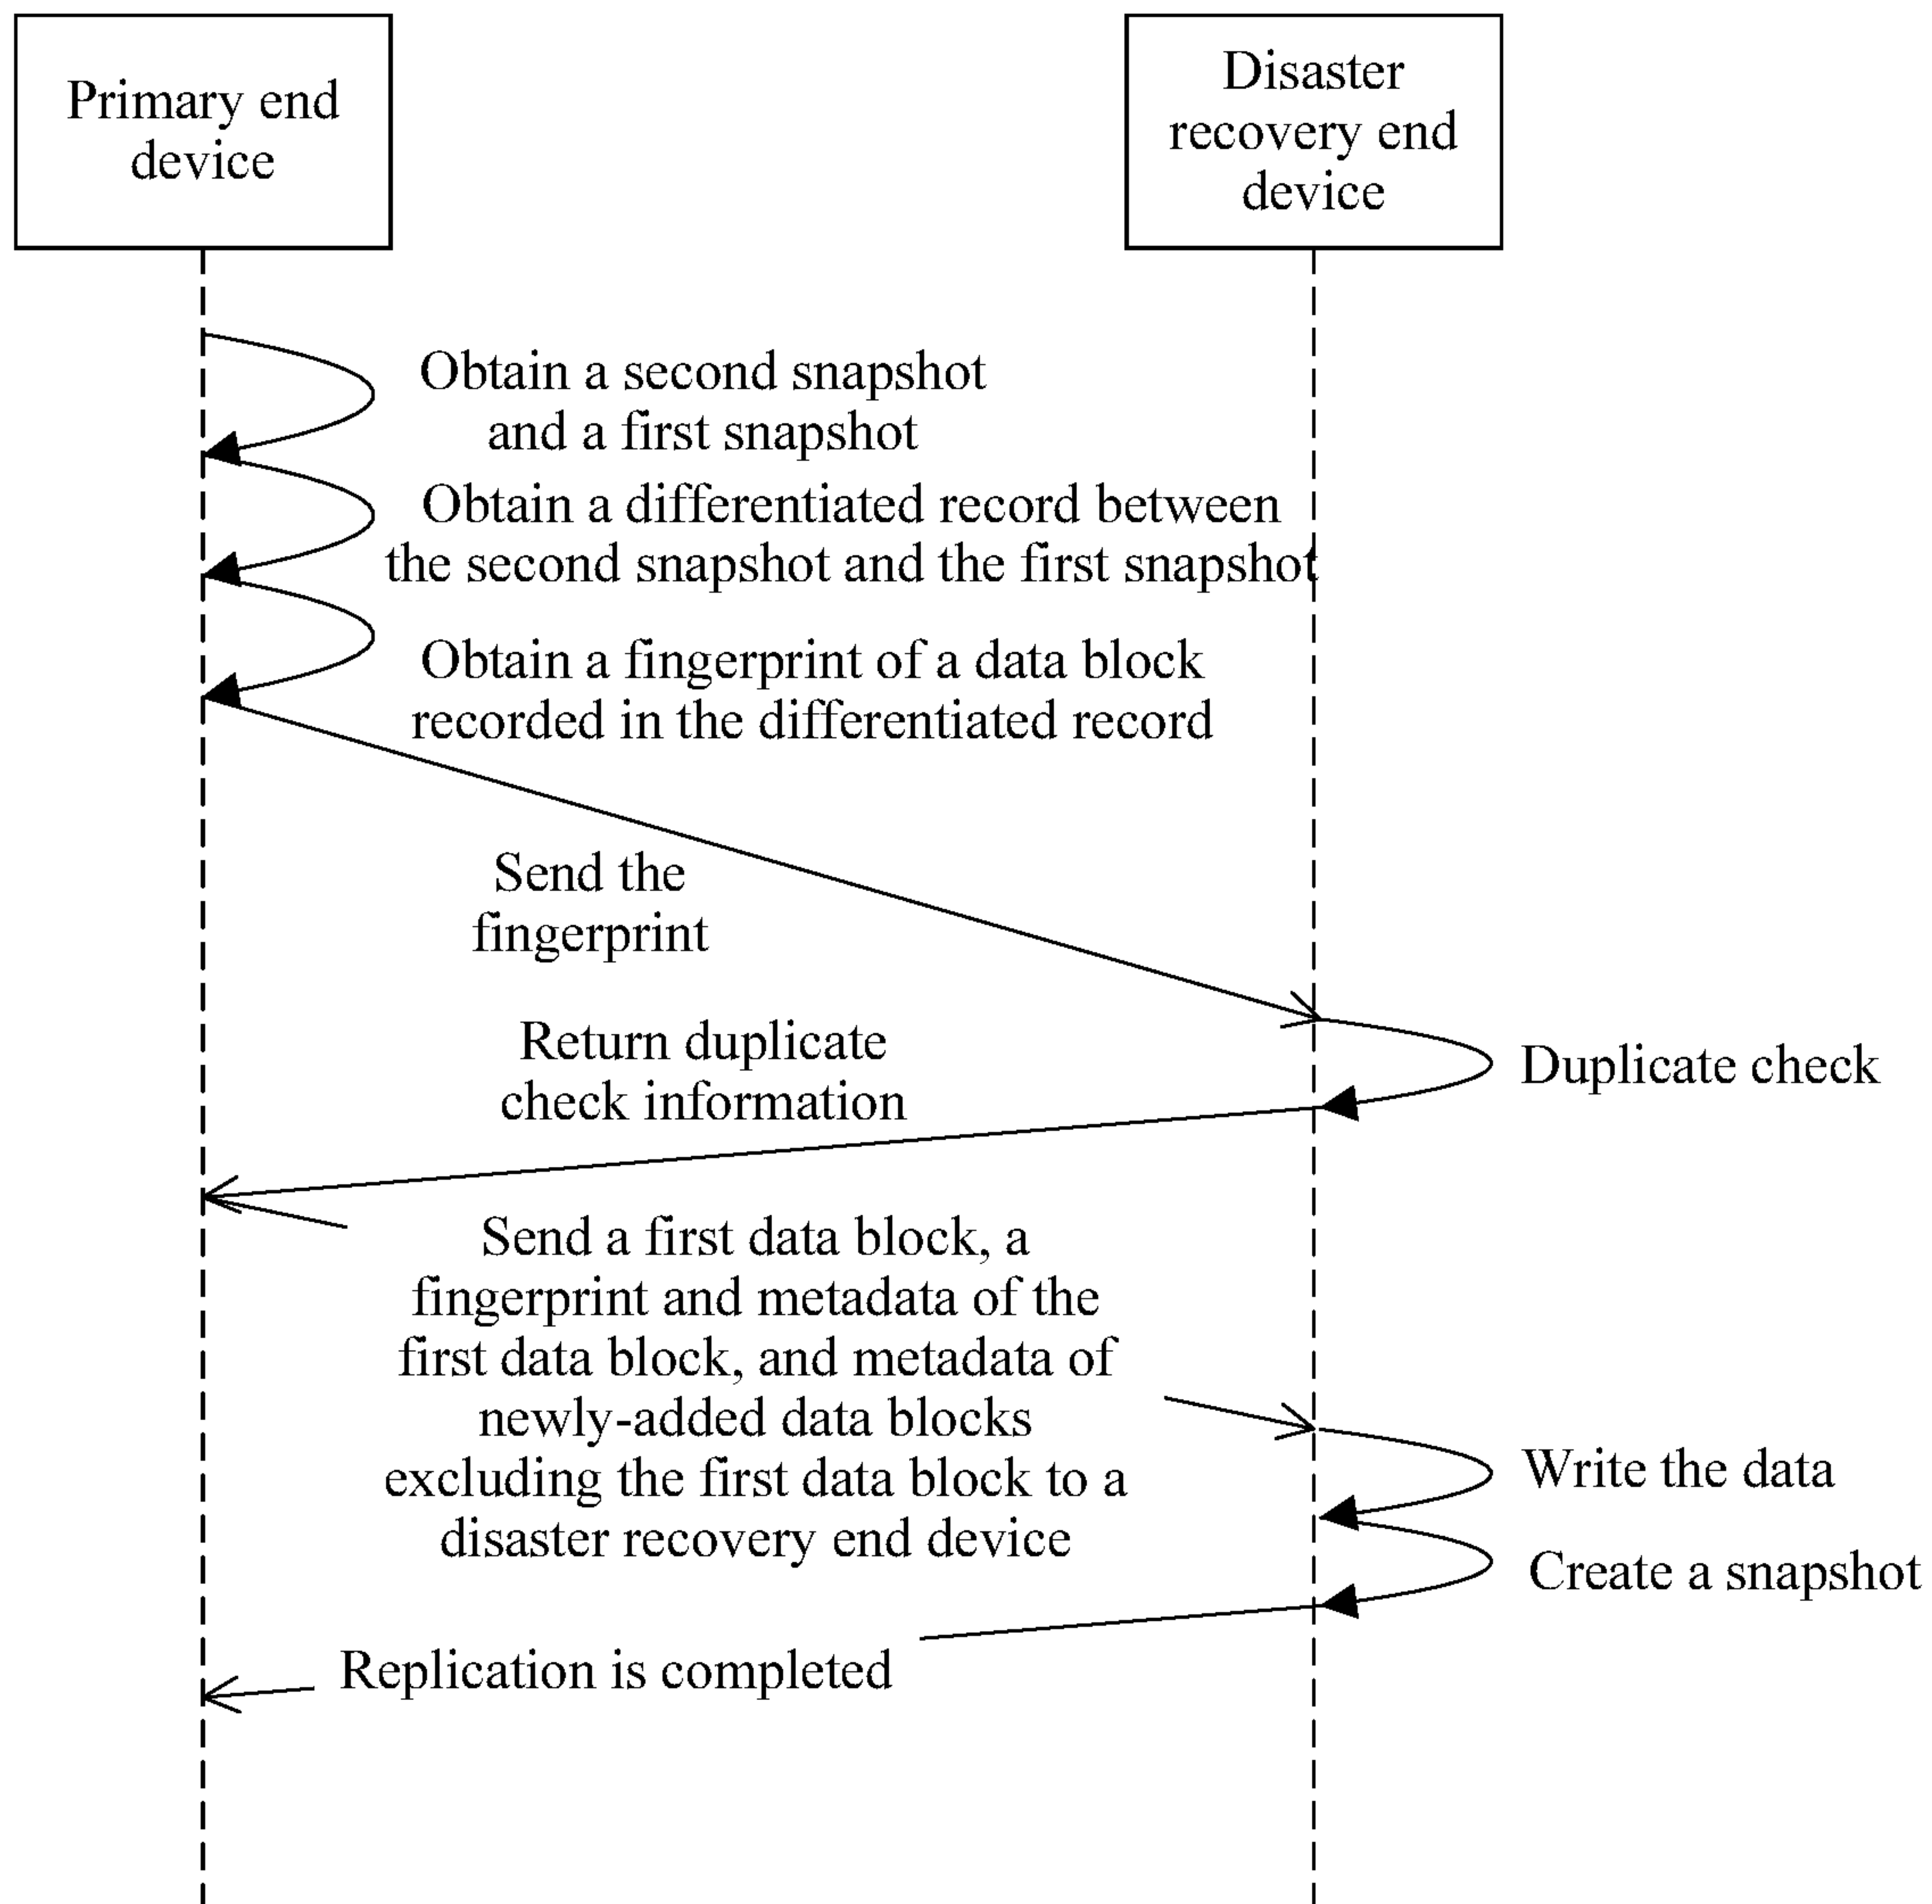 Primary end
device
Disaster
recovery end
device
Obtain a second snapshot
and a first snapshot
Obtain a differentiated record between
the second snapshot and the first snapshot
Obtain a fingerprint of a data block
recorded in the differentiated record
Send the
fingerprint
Return duplicate
check information
Duplicate check
Send a first data block, a
fingerprint and metadata of the
first data block, and metadata of
newly-added data blocks
excluding the first data block to a
disaster recovery end device
Write the data
Create a snapshot
Replication is completed